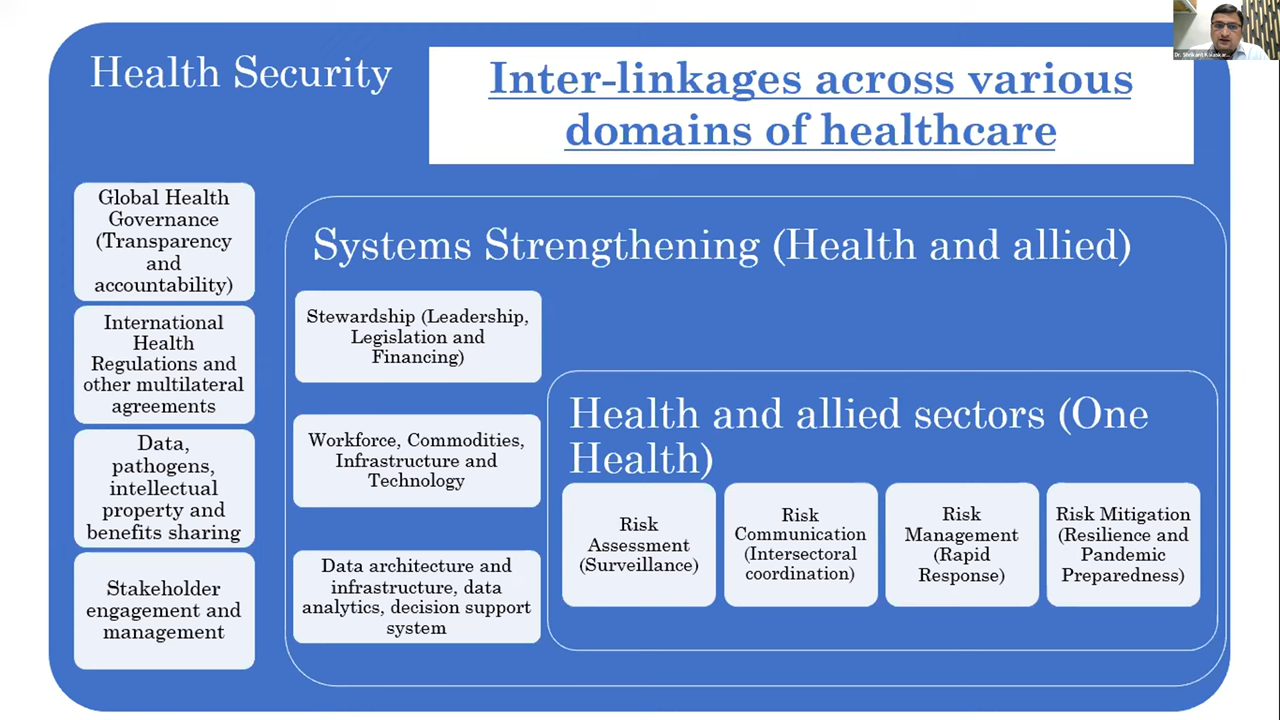 Health Security
Inter-linkages across various
domains of healthcare
Global Health
Governance
(Transparency
and
accountability)
International
Health
Regulations and
other multilateral
agreements
Data,
pathogens,
intellectual
property and
benefits sharing
Stakeholder
engagement and
management
Systems Strengthening (Health and allied)
Stewardship (Leadership,
Legislation and
Financing)
Workforce, Commodities,
Infrastructure and
Technology
Data architecture and
infrastructure, data
analytics, decision support
system
Health and allied sectors (One
Health)
Risk
Assessment
(Surveillance)
Risk
Communication
(Intersectoral
coordination)
Risk
Management
(Rapid
Response)
Risk Mitigation
(Resilience and
Pandemic
Preparedness)
Dr. Shrikant